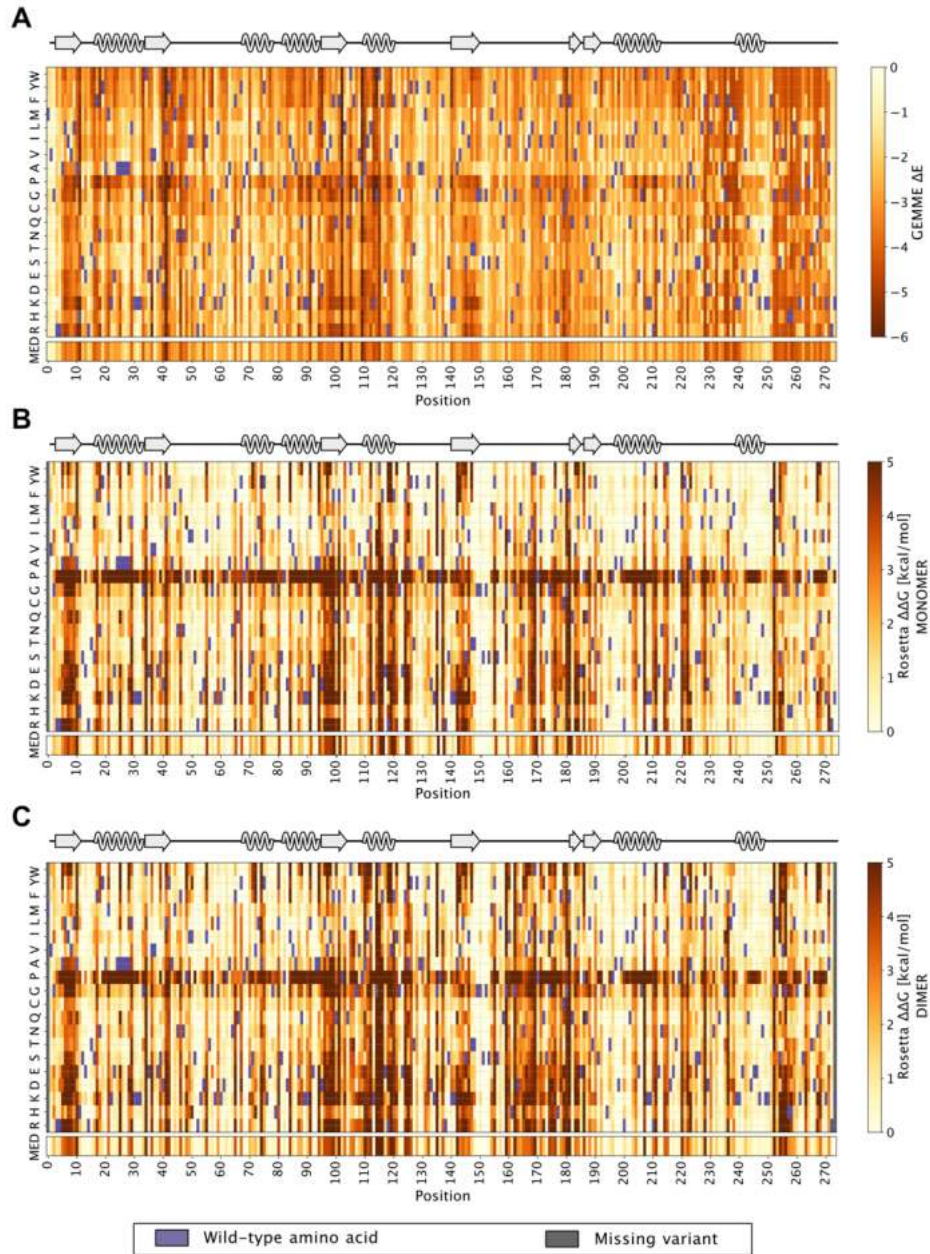 A
YW
F
M
L
I
V
A
P
G
C
Q
N
T
S
E
D
K
H
R
MED
0 10 20 30 40 50 60 70 80 90 100 110 120 130 140 150 160 170 180 190 200 210 220 230 240 250 260 270
Position
0
−1
−2
−3
−4
−5
−6
GEMME ΔE
B
YW
F
M
L
I
V
A
P
G
C
Q
N
T
S
E
D
K
H
R
MED
0 10 20 30 40 50 60 70 80 90 100 110 120 130 140 150 160 170 180 190 200 210 220 230 240 250 260 270
Position
5
4
3
2
1
0
Rosetta ΔΔG [kcal/mol]
MONOMER
C
YW
F
M
L
I
V
A
P
G
C
Q
N
T
S
E
D
K
H
R
MED
0 10 20 30 40 50 60 70 80 90 100 110 120 130 140 150 160 170 180 190 200 210 220 230 240 250 260 270
Position
5
4
3
2
1
0
Rosetta ΔΔG [kcal/mol]
DIMER
Wild-type amino acid
Missing variant